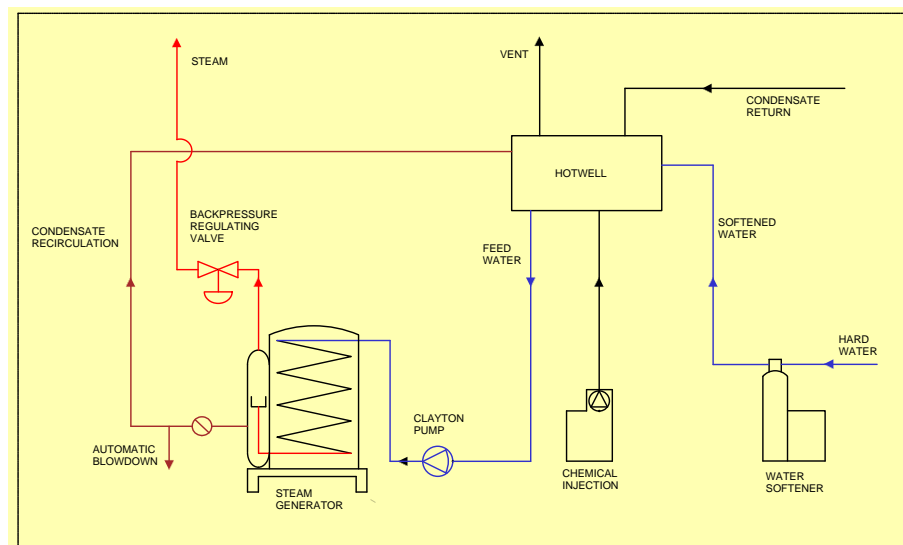 VENT
STEAM
CONDENSATE
RETURN
HOTWELL
CONDENSATE
RECIRCULATION
BACKPRESSURE
REGULATING
VALVE
FEED
WATER
SOFTENED
WATER
HARD
WATER
CLAYTON
PUMP
AUTOMATIC
BLOWDOWN
STEAM
GENERATOR
CHEMICAL
INJECTION
WATER
SOFTENER